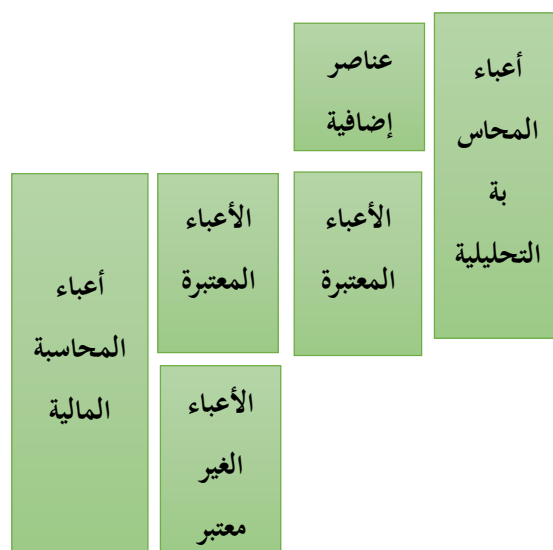 أعباء
المحاس
بة
التحليلية
عناصر
إضافية
الأعباء
المعتبرة
الأعباء
المعتبرة
الأعباء
الغير
معتبر
أعباء
المحاسبة
المالية